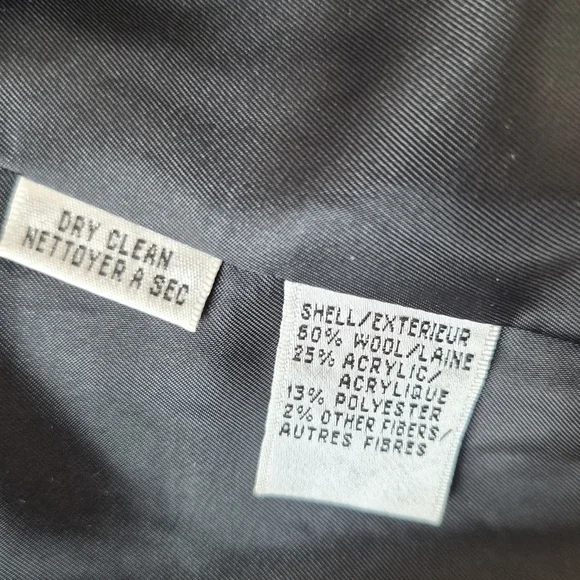 DRY CLEAN
NETTOYER A SEC
SHELL/EXTERIEUR
60% WOOL/LAINE
25% ACRYLIC/
ACRYLIQUE
13% POLYESTER
2% OTHER FIBERS/
AUTRES FIBRES